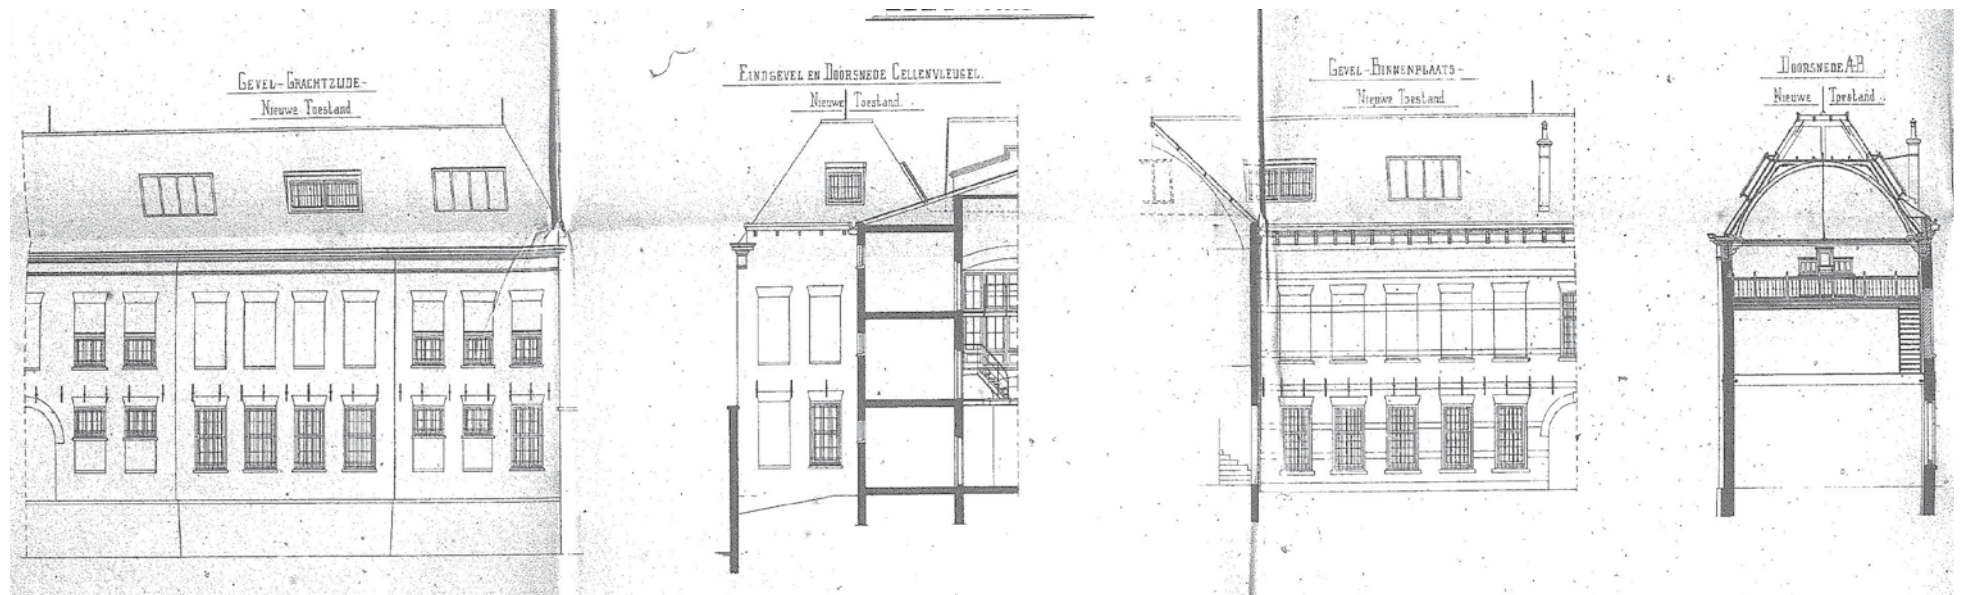 GEVEL-GRACHTZIJDE-
NIEUWE TOESTAND
EINDGEVEL EN DOORSNEDE CELLENVLEUGEL.
NIEUWE TOESTAND.
GEVEL-BINNENPLAATS-
NIEUWE TOESTAND
DOORSNEDE A-B.
NIEUWE TOESTAND.